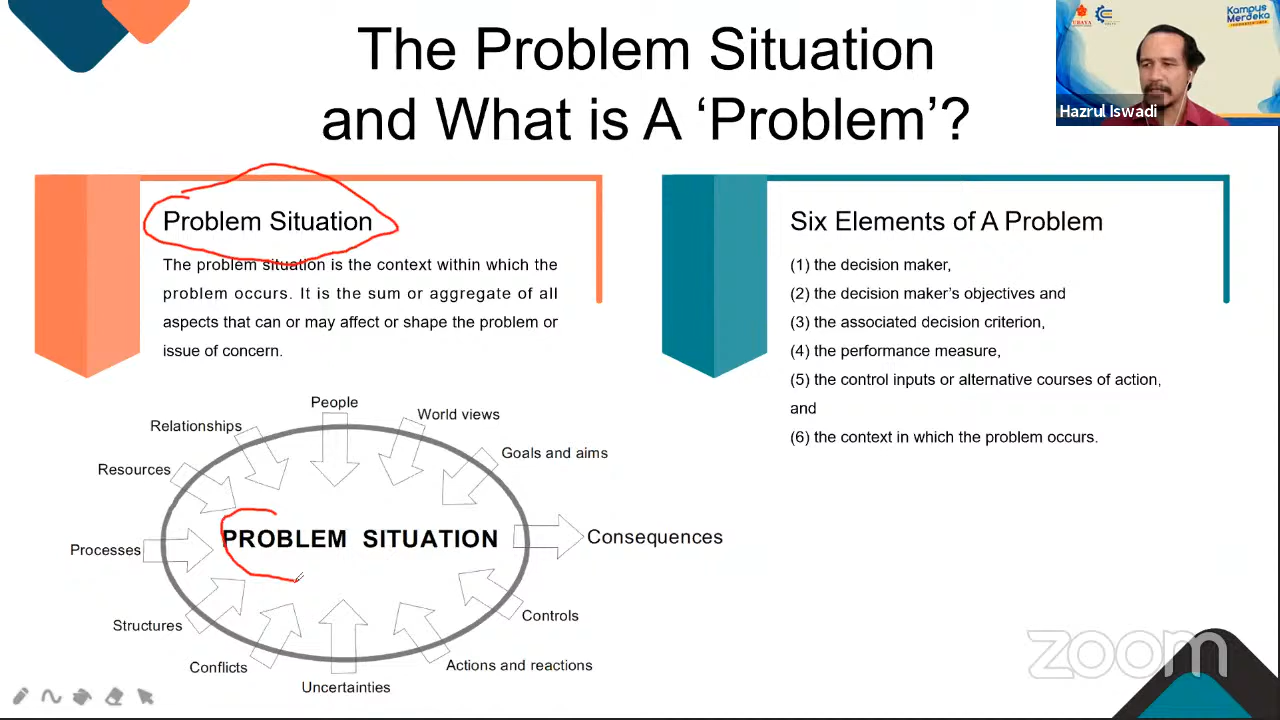 The Problem Situation
and What is A ‘Problem’?
UBAYA
Kampus
Merdeka
Hazrul Iswadi
Problem Situation
The problem situation is the context within which the
problem occurs. It is the sum or aggregate of all
aspects that can or may affect or shape the problem or
issue of concern.
Six Elements of A Problem
(1) the decision maker,
(2) the decision maker’s objectives and
(3) the associated decision criterion,
(4) the performance measure,
(5) the control inputs or alternative courses of action,
and
(6) the context in which the problem occurs.
People
World views
Relationships
Goals and aims
Resources
PROBLEM SITUATION
Consequences
Processes
Controls
Structures
Actions and reactions
Conflicts
Uncertainties
zoom